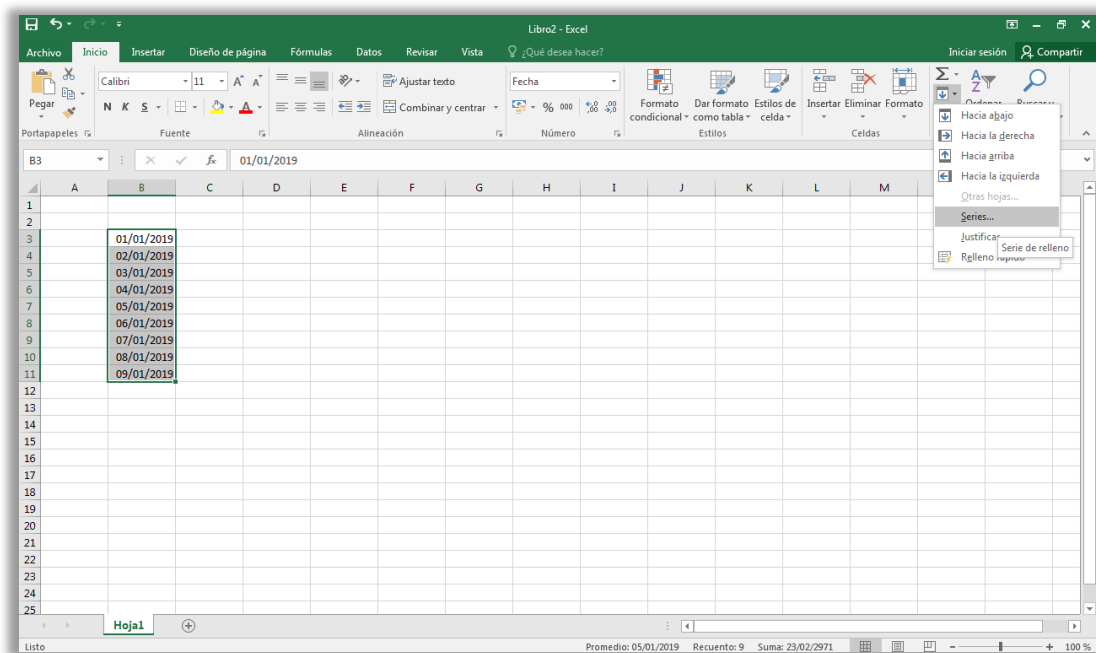 Libro2 - Excel
Archivo Inicio Insertar Diseño de página Fórmulas Datos Revisar Vista ¿Qué desea hacer? Iniciar sesión Compartir
Pegar
Calibri 11
N K S
Ajustar texto
Combinar y centrar
Fecha
% 000
Formato condicional
Dar formato como tabla
Estilos de celda
Insertar Eliminar Formato
Portapapeles Fuente Alineación Número Estilos Celdas
Hacia abajo
Hacia la derecha
Hacia arriba
Hacia la izquierda
Otras hojas...
Series...
Justificar
Serie de relleno
Relleno rápido
B3 fx 01/01/2019
A B C D E F G H I J K L M
1
2
3 01/01/2019
4 02/01/2019
5 03/01/2019
6 04/01/2019
7 05/01/2019
8 06/01/2019
9 07/01/2019
10 08/01/2019
11 09/01/2019
12
13
14
15
16
17
18
19
20
21
22
23
24
25
Hoja1
Listo Promedio: 05/01/2019 Recuento: 9 Suma: 23/02/2971 100 %